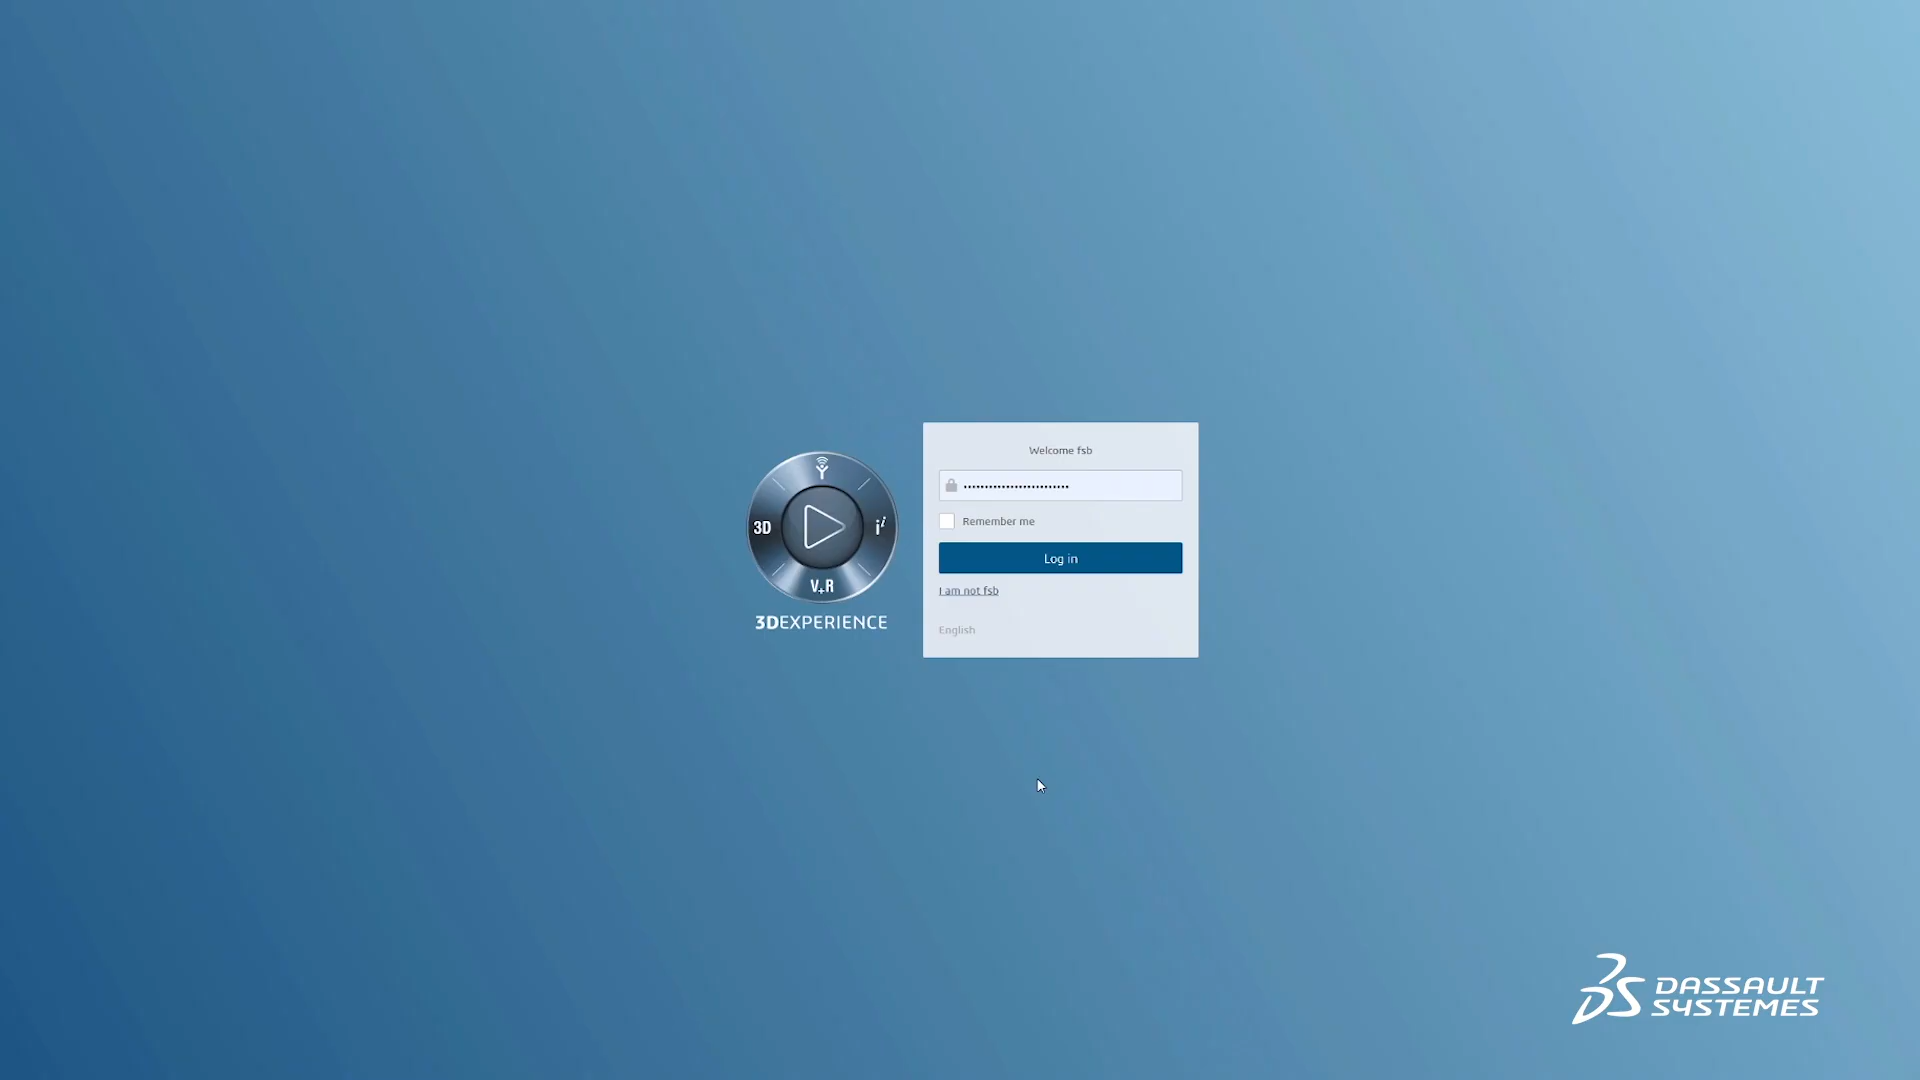 Welcome fsb
•••••••••••••••••••••••••
Remember me
Log in
I am not fsb
English
3D
i
V+R
3DEXPERIENCE
DASSAULT
SYSTEMES